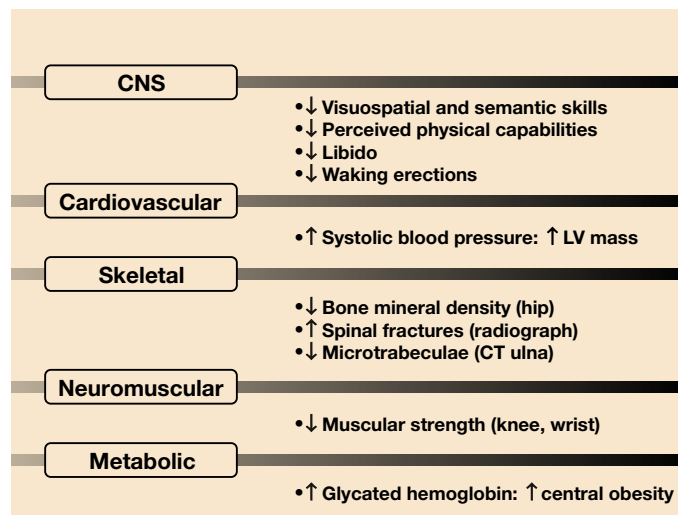 CNS
•↓ Visuospatial and semantic skills
•↓ Perceived physical capabilities
•↓ Libido
•↓ Waking erections
Cardiovascular
•↑ Systolic blood pressure: ↑ LV mass
Skeletal
•↓ Bone mineral density (hip)
•↑ Spinal fractures (radiograph)
•↓ Microtrabeculae (CT ulna)
Neuromuscular
•↓ Muscular strength (knee, wrist)
Metabolic
•↑ Glycated hemoglobin: ↑ central obesity